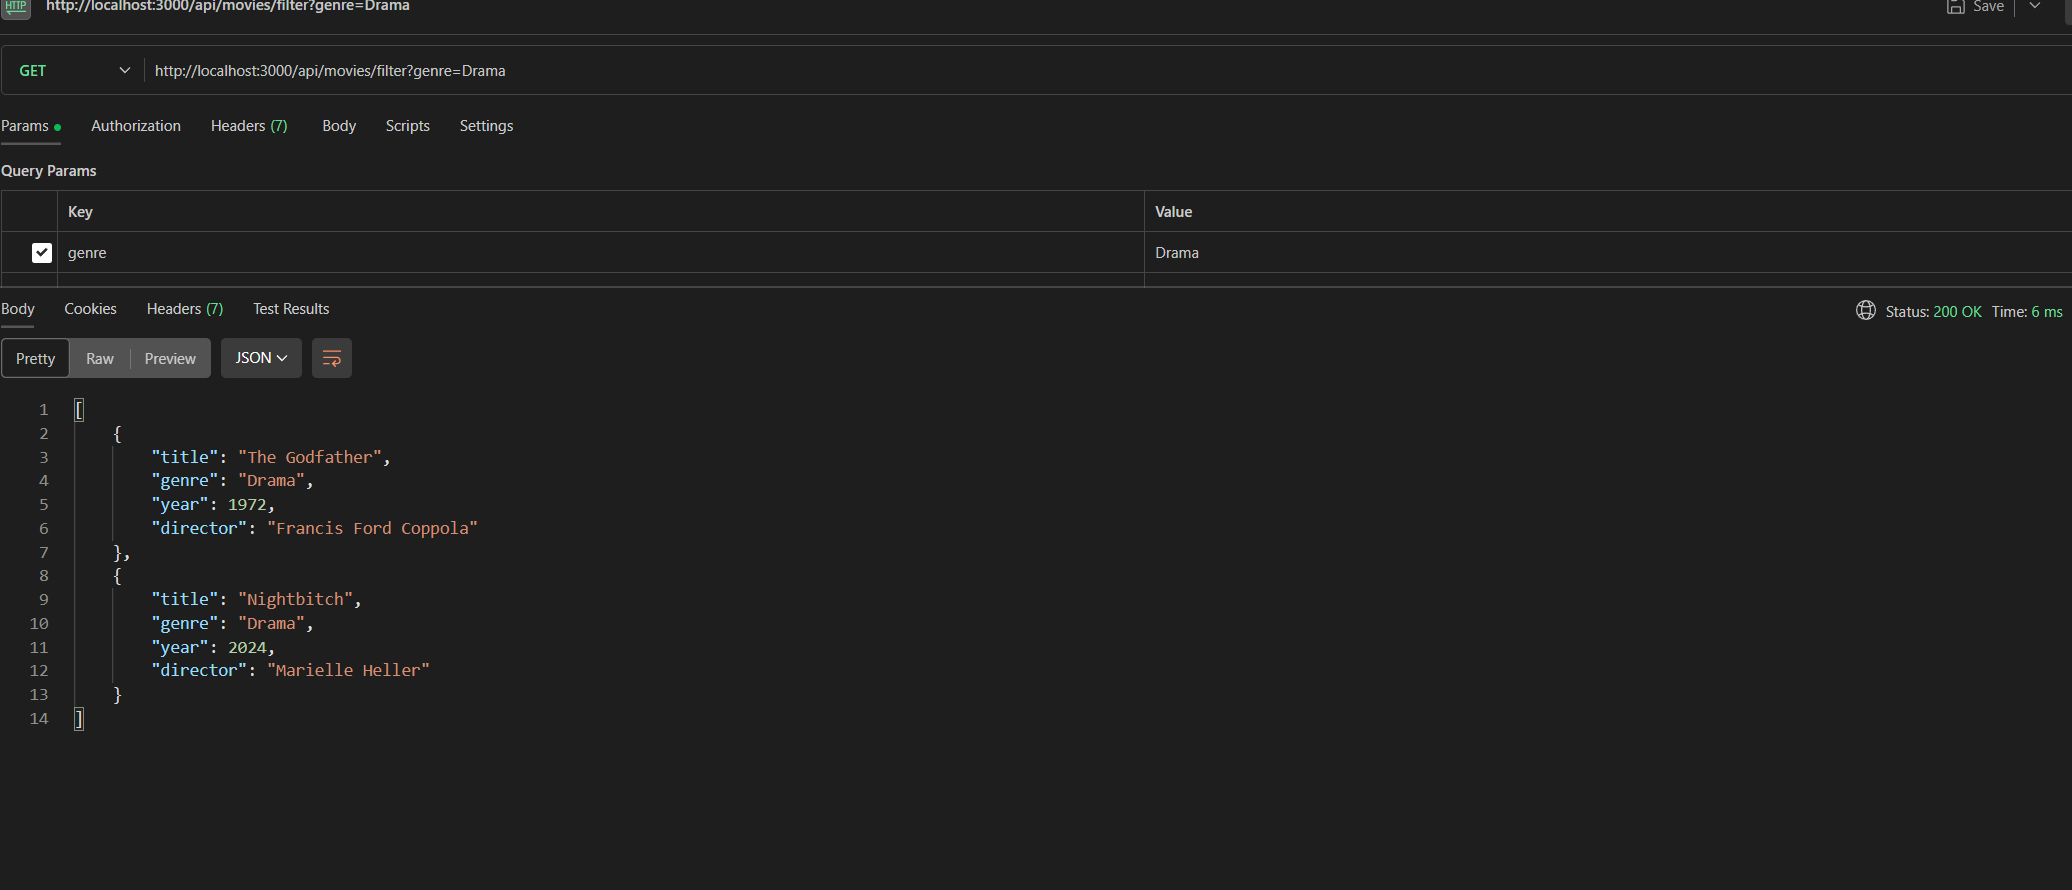 HTTP http://localhost:3000/api/movies/filter?genre=Drama Save
GET http://localhost:3000/api/movies/filter?genre=Drama
Params Authorization Headers (7) Body Scripts Settings
Query Params
Key Value
genre Drama
Body Cookies Headers (7) Test Results Status: 200 OK Time: 6 ms
Pretty Raw Preview JSON
1 [
2 {
3 "title": "The Godfather",
4 "genre": "Drama",
5 "year": 1972,
6 "director": "Francis Ford Coppola"
7 },
8 {
9 "title": "Nightbitch",
10 "genre": "Drama",
11 "year": 2024,
12 "director": "Marielle Heller"
13 }
14 ]